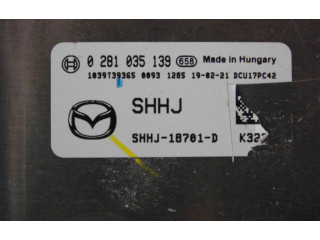 0 281 035 139 658 Made in Hungary
1039T39365 0093 1285 19-02-21 DCU17PC42
SHHJ
SHHJ-18701-D K32